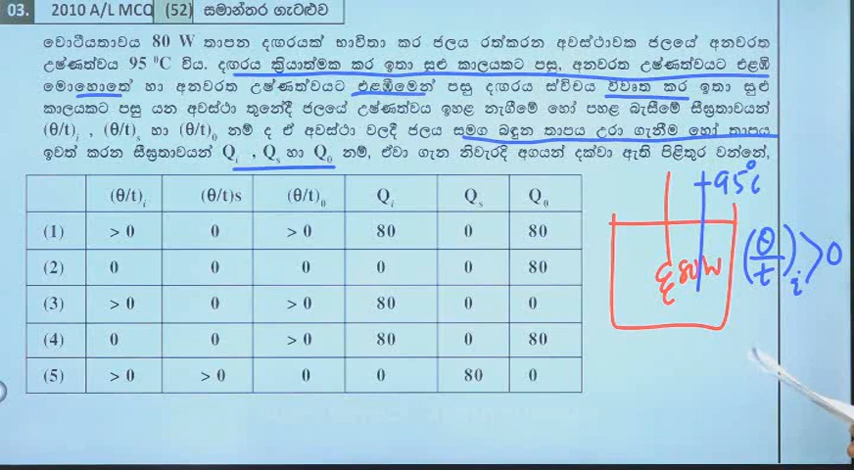 03. 2010 A/L MCQ (52) සමාන්තර ගැටළුව
වොටීයතාවය 80 W තාපන දඟරයක් භාවිතා කර ජලය රත්කරන අවස්ථාවක ජලයේ අනවරත
උෂ්ණත්වය 95 ⁰C විය. දඟරය ක්‍රියාත්මක කර ඉතා සුළු කාලයකට පසු, අනවරත උෂ්ණත්වයට එළඹි
මොහොතේ හා අනවරත උෂ්ණත්වයට එළැඹීමෙන් පසු දඟරය ස්විචය විවෘත කර ඉතා සුළු
කාලයකට පසු යන අවස්ථා තුනේදී ජලයේ උෂ්ණත්වය ඉහළ නැගීමේ හෝ පහළ බැසීමේ සීඝ්‍රතාවයන්
(θ/t)ᵢ , (θ/t)ₛ හා (θ/t)₀ නම් ද ඒ අවස්ථා වලදී ජලය සමග බඳුන තාපය උරා ගැනීම හෝ තාපය
ඉවත් කරන සීඝ්‍රතාවයන් Qᵢ , Qₛ හා Q₀ නම්, ඒවා ගැන නිවැරදි අගයන් දක්වා ඇති පිළිතුර වන්නේ,
(θ/t)ᵢ (θ/t)s (θ/t)₀ Qᵢ Qₛ Q₀
(1) > 0 0 > 0 80 0 80
(2) 0 0 0 0 0 80
(3) > 0 0 > 0 80 0 0
(4) 0 0 > 0 80 0 80
(5) > 0 > 0 0 0 80 0
95°C
80W
(θ/t)ᵢ > 0